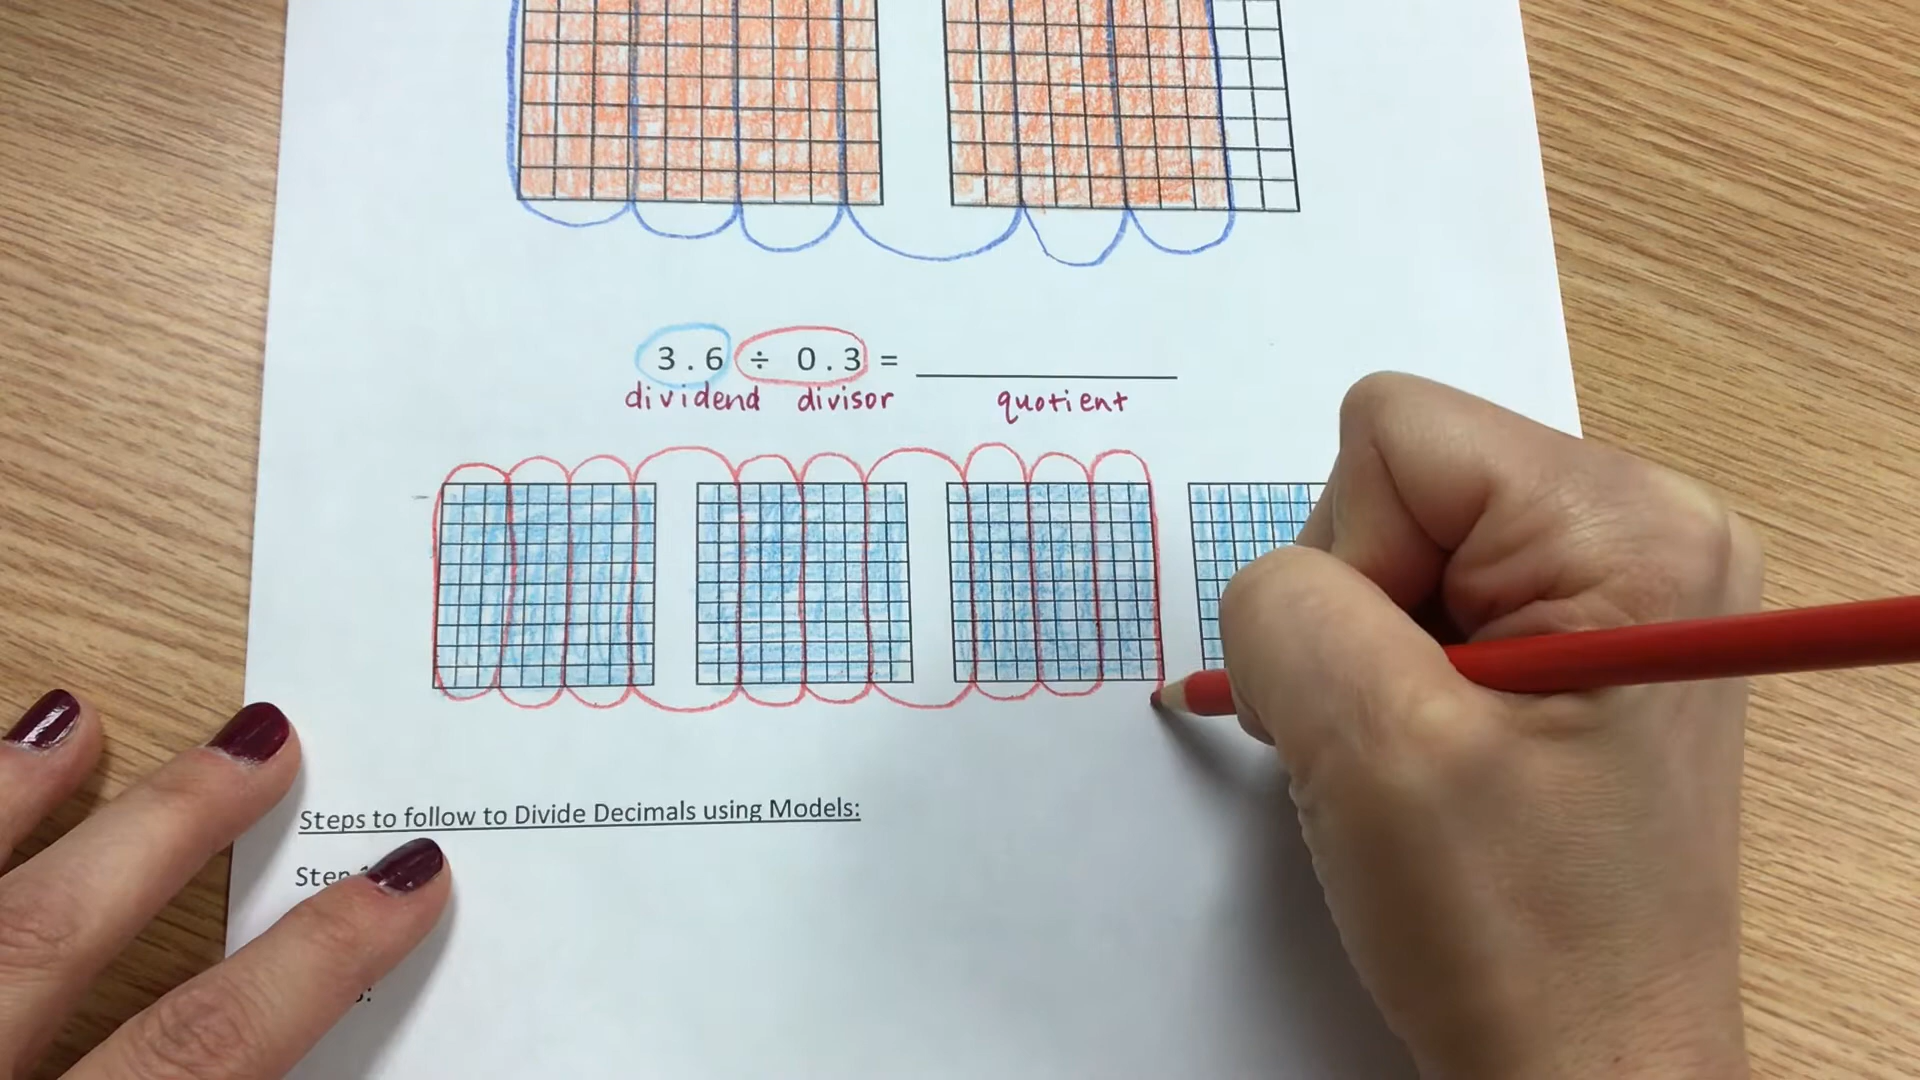 3.6 ÷ 0.3 = 
dividend divisor quotient
Steps to follow to Divide Decimals using Models: